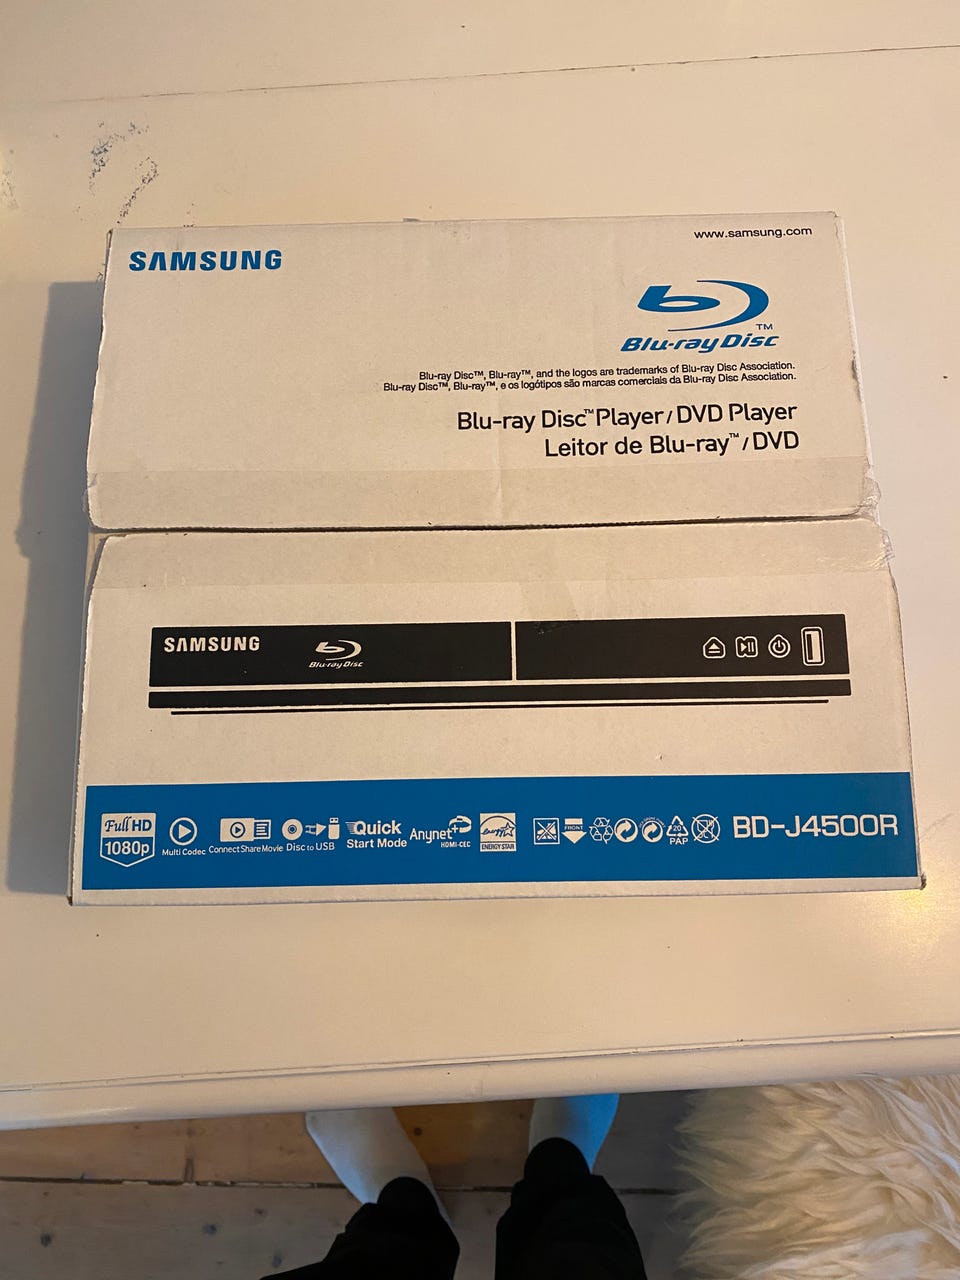 SAMSUNG
www.samsung.com
Blu-ray Disc™
Blu-ray Disc™, Blu-ray™, and the logos are trademarks of Blu-ray Disc Association.
Blu-ray Disc™, Blu-ray™, e os logótipos são marcas comerciais da Blu-ray Disc Association.
Blu-ray Disc™ Player / DVD Player
Leitor de Blu-ray™ / DVD
SAMSUNG
Blu-ray Disc
Full HD
1080p
Multi Codec
ConnectShare Movie
Disc to USB
Quick
Start Mode
Anynet+
HDMI-CEC
energy
ENERGY STAR
FRONT
20
PAP
BD-J4500R